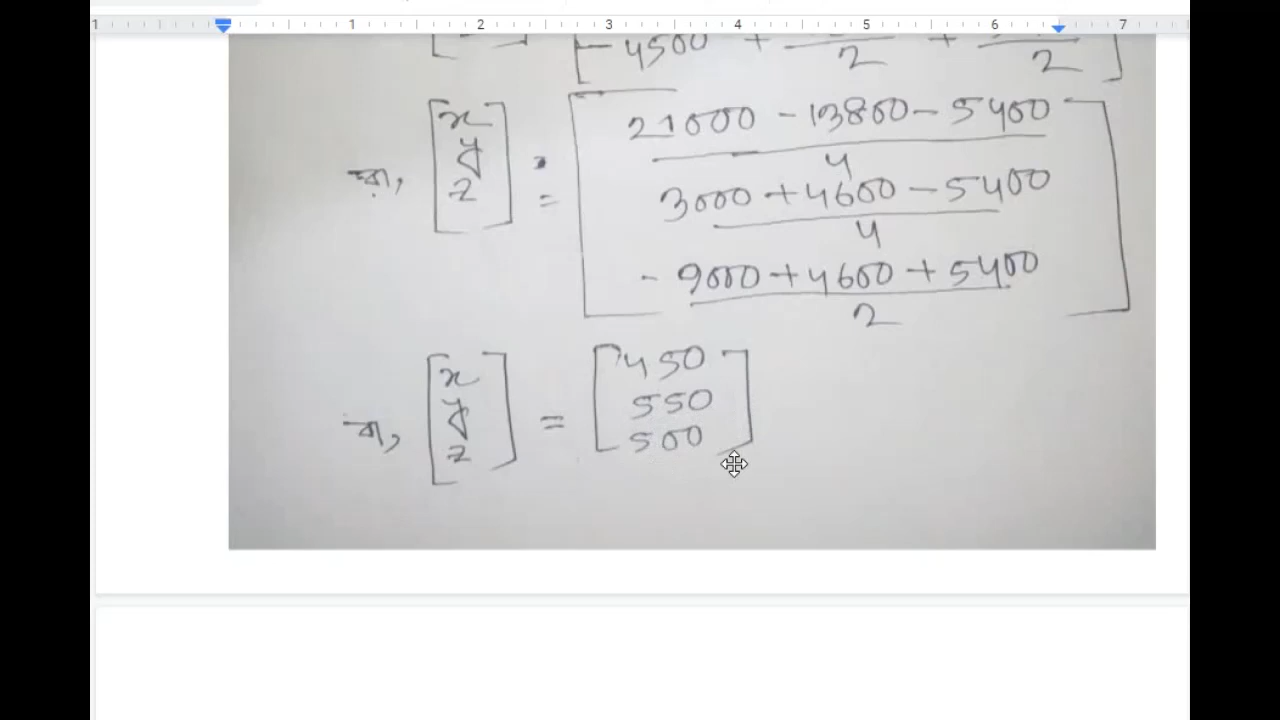 1 1 2 3 4 5 6 7
- 4500 + /2 + /2
বা, [x y z] = [(21000 - 13800 - 5400)/4
(3000 + 4600 - 5400)/4
(- 9000 + 4600 + 5400)/2]
বা, [x y z] = [450
550
500]